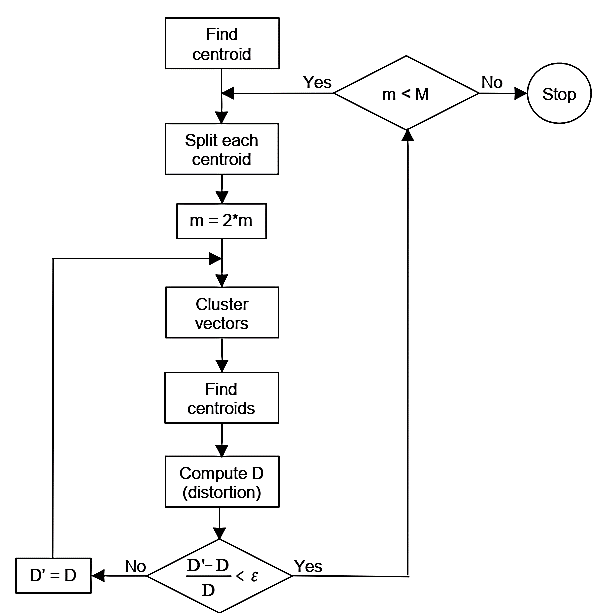 Find
centroid
Yes
m < M
No
Stop
Split each
centroid
m = 2*m
Cluster
vectors
Find
centroids
Compute D
(distortion)
D' = D
No
D'– D
D
< ε
Yes